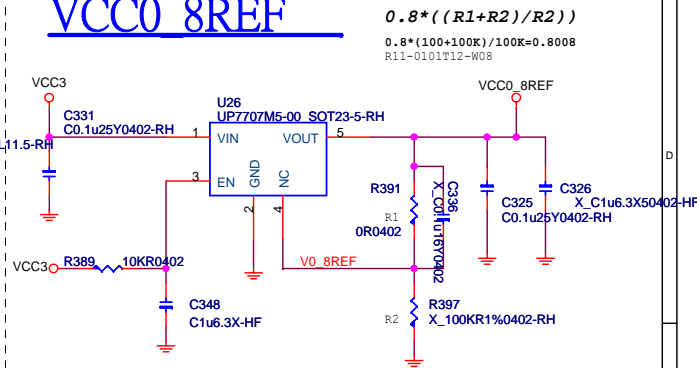 VCC0_8REF
0.8*((R1+R2)/R2))
0.8*(100+100K)/100K=0.8008
R11-0101T12-W08
VCC3
VCC0_8REF
C331
C0.1u25Y0402-RH
U26
UP7707M5-00_SOT23-5-RH
L11.5-RH
1
VIN
VOUT
5
3
EN
GND
NC
2
4
D
R391
R1
0R0402
C336
X_C0.1u16Y0402
C325
C0.1u25Y0402-RH
C326
X_C1u6.3X50402-HF
VCC3
R389
10KR0402
V0_8REF
C348
C1u6.3X-HF
R397
R2
X_100KR1%0402-RH